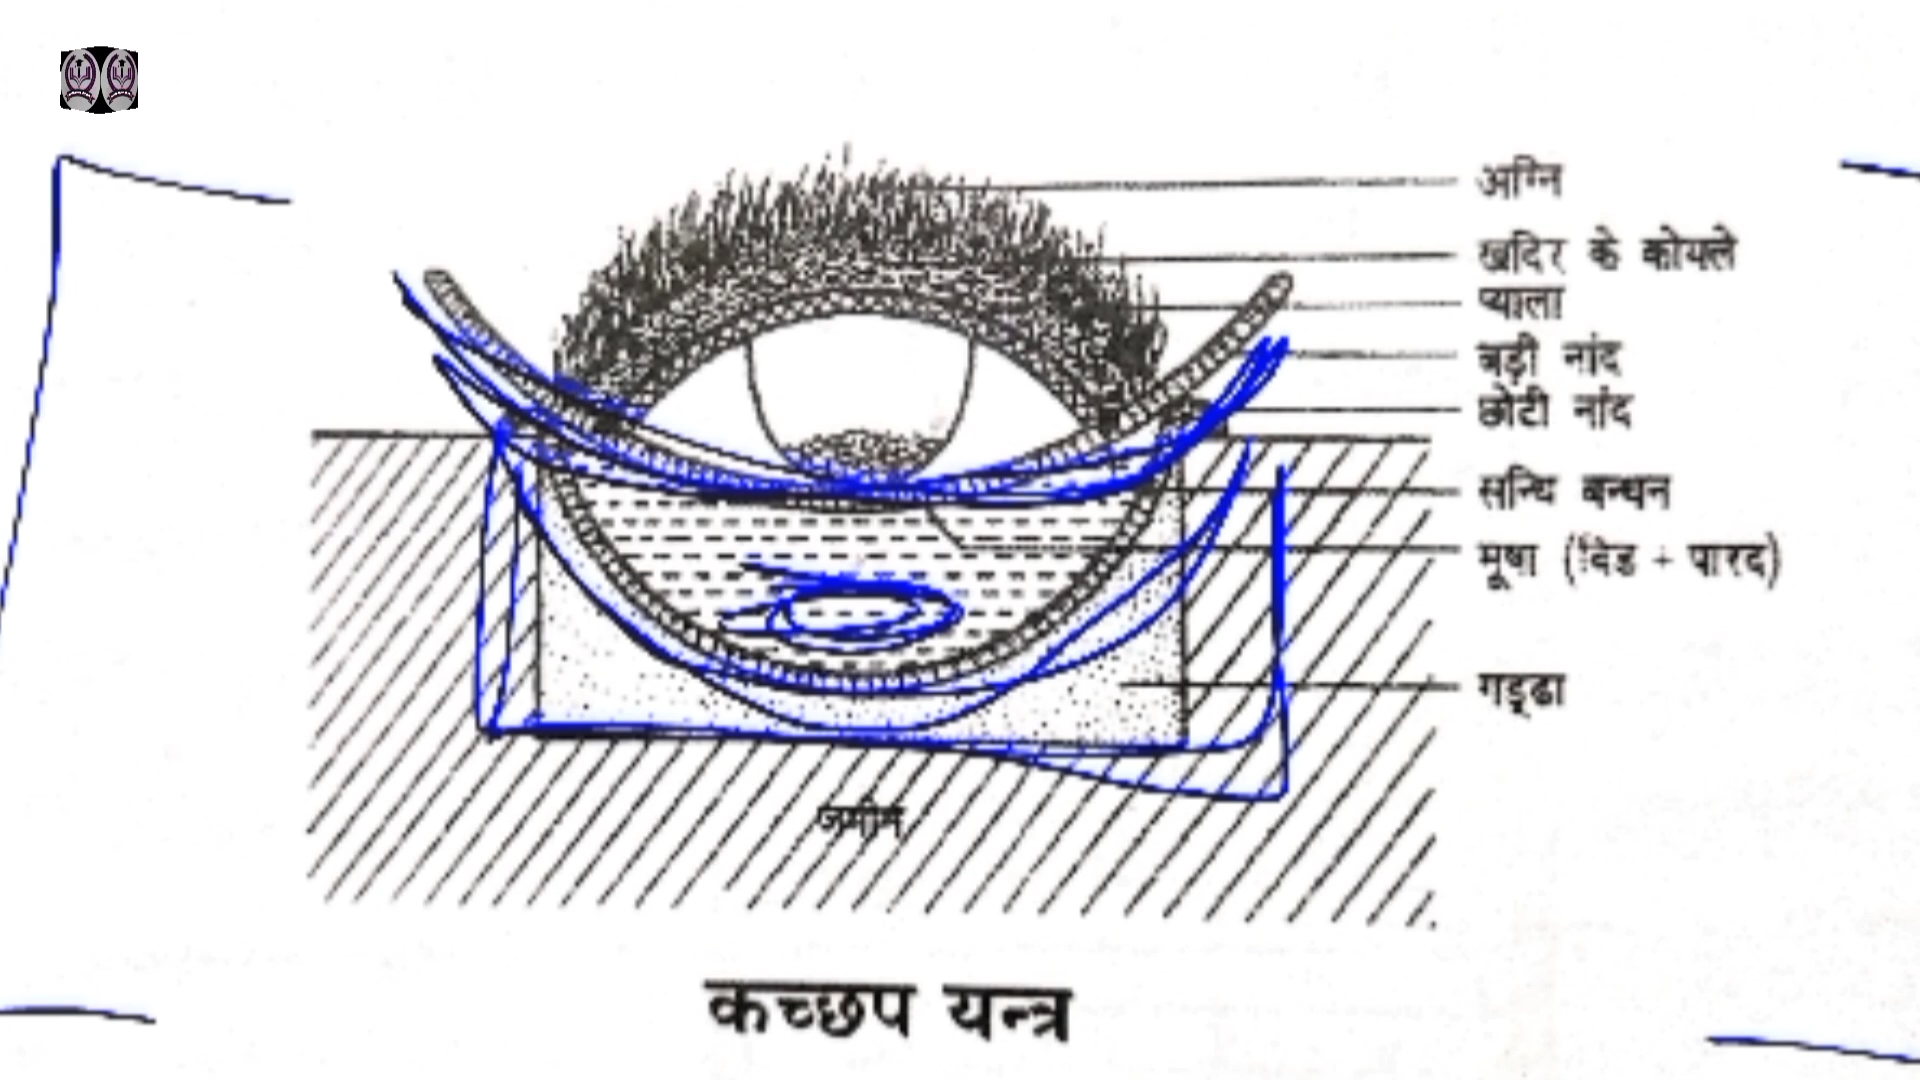 अग्नि
खदिर के कोयले
प्याला
बड़ी नांद
छोटी नांद
सन्धि बन्धन
मूषा (विड + पारद)
गड्ढा
जमीन
कच्छप यन्त्र